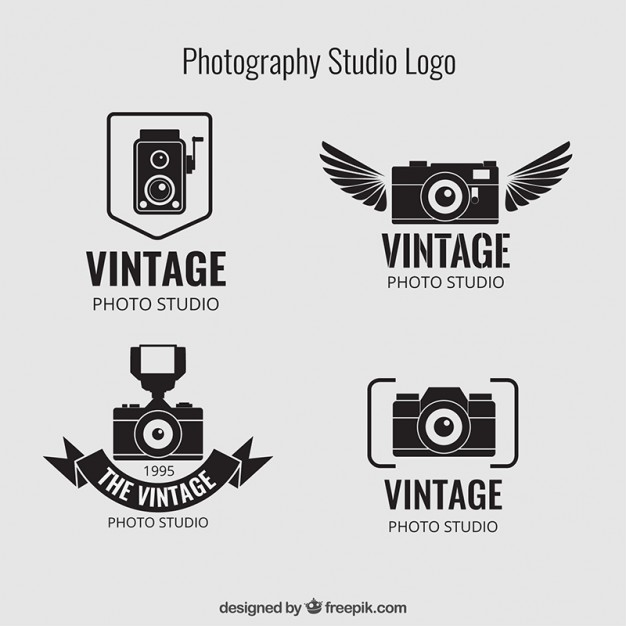 Photography Studio Logo
VINTAGE
PHOTO STUDIO
VINTAGE
PHOTO STUDIO
1995
THE VINTAGE
PHOTO STUDIO
VINTAGE
PHOTO STUDIO
designed by freepik.com